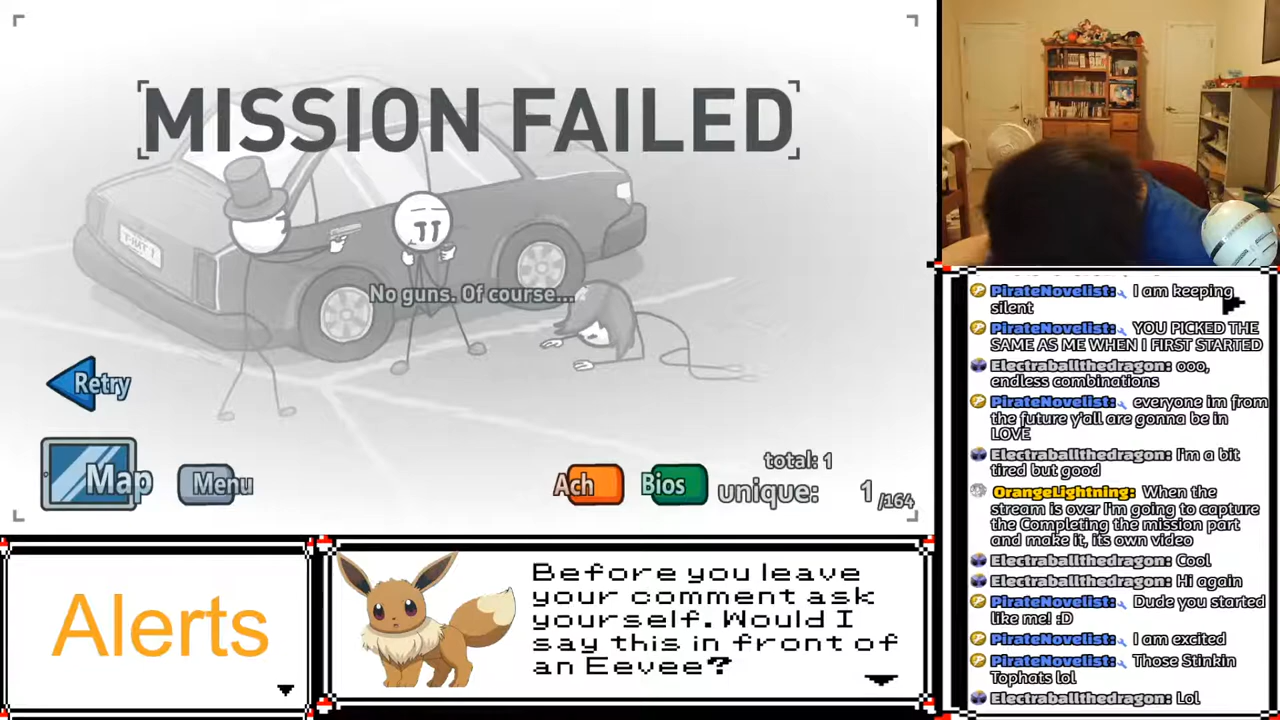 MISSION FAILED
No guns. Of course...
Retry
Map
Menu
Ach
Bios
total: 1
unique: 1 /164
Alerts
Before you leave
your comment ask
yourself. Would I
say this in front of
an Eevee?
PirateNovelist: I am keeping
silent
PirateNovelist: YOU PICKED THE
SAME AS ME WHEN I FIRST STARTED
Electraballthedragon: ooo,
endless combinations
PirateNovelist: everyone im from
the future y'all are gonna be in
LOVE
Electraballthedragon: I'm a bit
tired but good
OrangeLightning: When the
stream is over I'm going to capture
the Completing the mission part
and make it, its own video
Electraballthedragon: Cool
Electraballthedragon: Hi again
PirateNovelist: Dude you started
like me! :D
PirateNovelist: I am excited
PirateNovelist: Those Stinkin
Tophats lol
Electraballthedragon: Lol